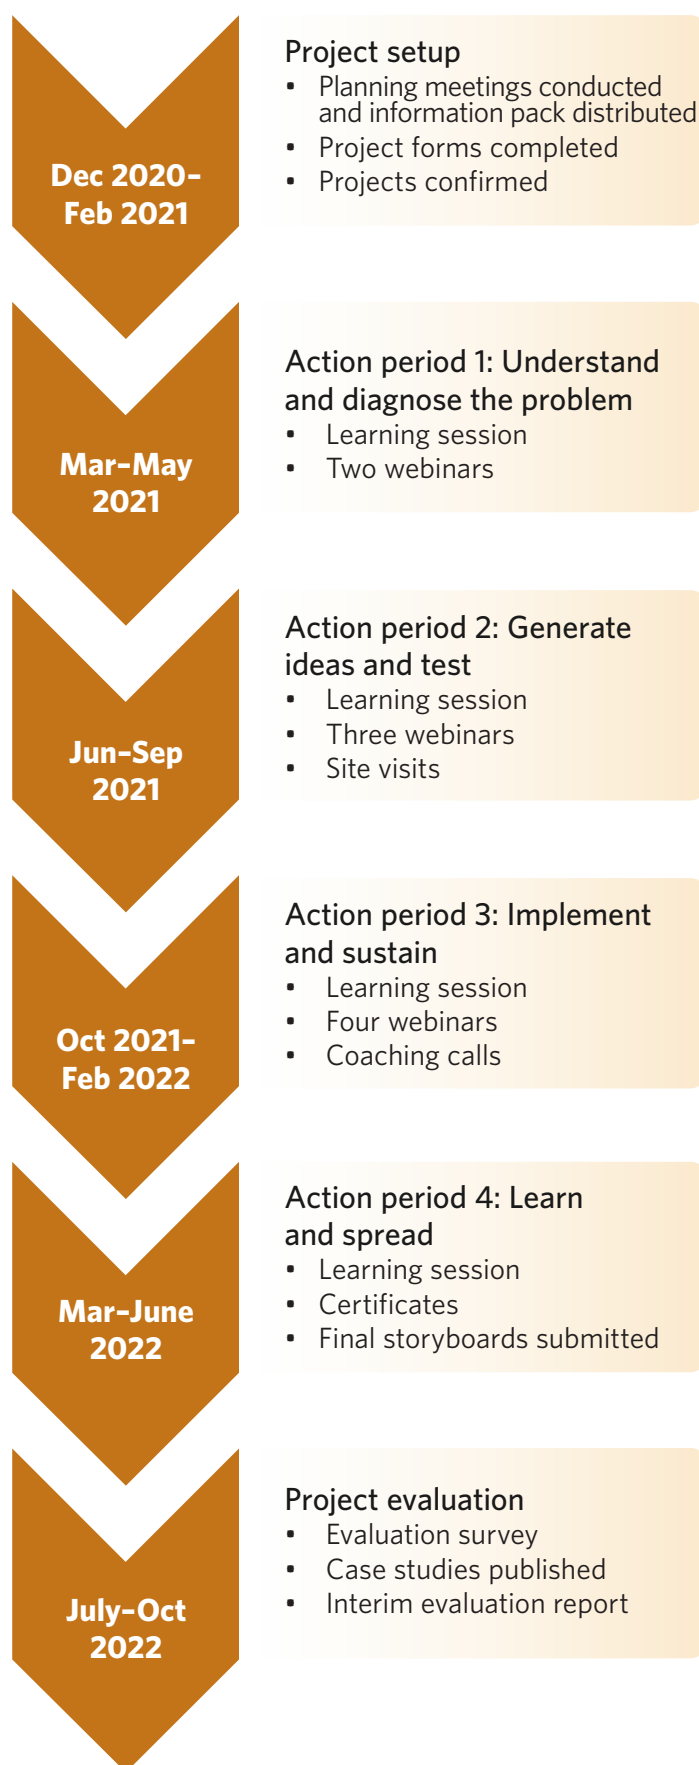 Dec 2020–
Feb 2021
Project setup
• Planning meetings conducted
and information pack distributed
• Project forms completed
• Projects confirmed
Mar–May
2021
Action period 1: Understand
and diagnose the problem
• Learning session
• Two webinars
Jun–Sep
2021
Action period 2: Generate
ideas and test
• Learning session
• Three webinars
• Site visits
Oct 2021–
Feb 2022
Action period 3: Implement
and sustain
• Learning session
• Four webinars
• Coaching calls
Mar–June
2022
Action period 4: Learn
and spread
• Learning session
• Certificates
• Final storyboards submitted
July–Oct
2022
Project evaluation
• Evaluation survey
• Case studies published
• Interim evaluation report